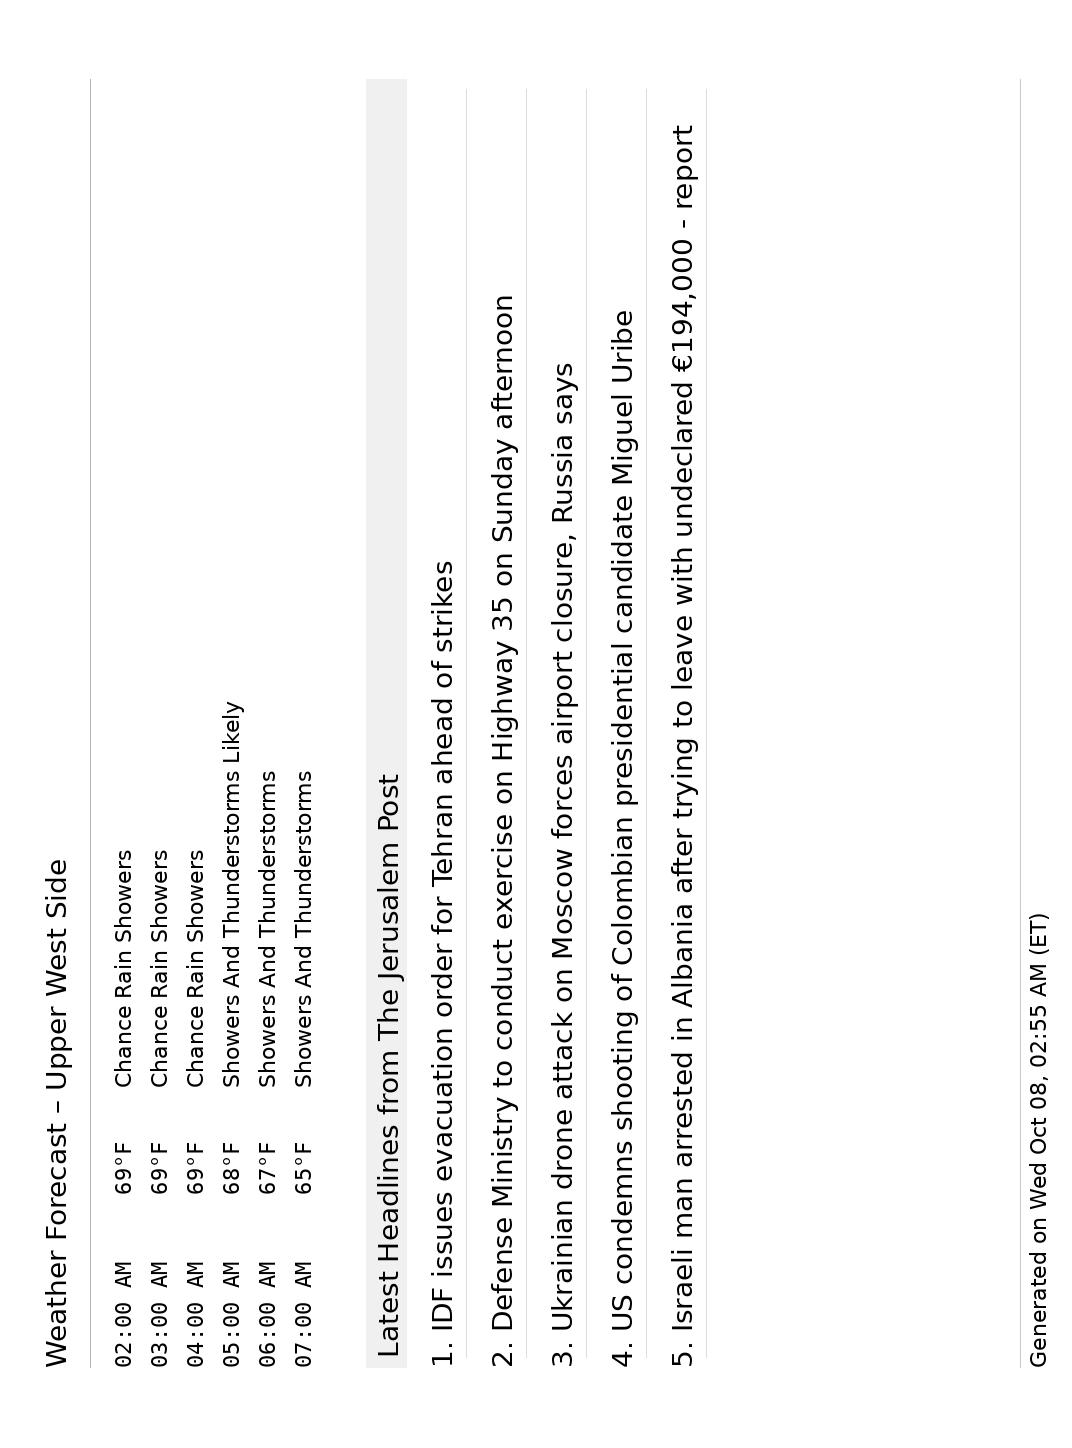 Weather Forecast – Upper West Side
02:00 AM 69°F Chance Rain Showers
03:00 AM 69°F Chance Rain Showers
04:00 AM 69°F Chance Rain Showers
05:00 AM 68°F Showers And Thunderstorms Likely
06:00 AM 67°F Showers And Thunderstorms
07:00 AM 65°F Showers And Thunderstorms
Latest Headlines from The Jerusalem Post
1. IDF issues evacuation order for Tehran ahead of strikes
2. Defense Ministry to conduct exercise on Highway 35 on Sunday afternoon
3. Ukrainian drone attack on Moscow forces airport closure, Russia says
4. US condemns shooting of Colombian presidential candidate Miguel Uribe
5. Israeli man arrested in Albania after trying to leave with undeclared €194,000 - report
Generated on Wed Oct 08, 02:55 AM (ET)